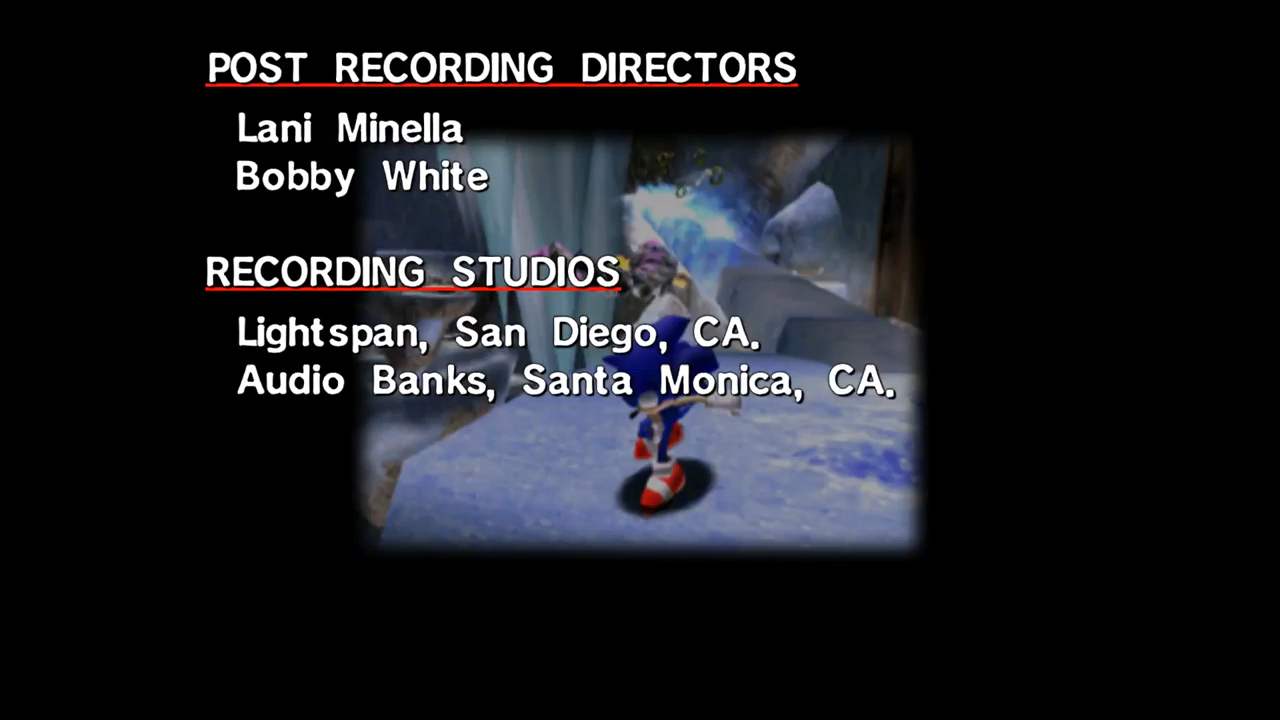 POST RECORDING DIRECTORS
Lani Minella
Bobby White
RECORDING STUDIOS
Lightspan, San Diego, CA.
Audio Banks, Santa Monica, CA.